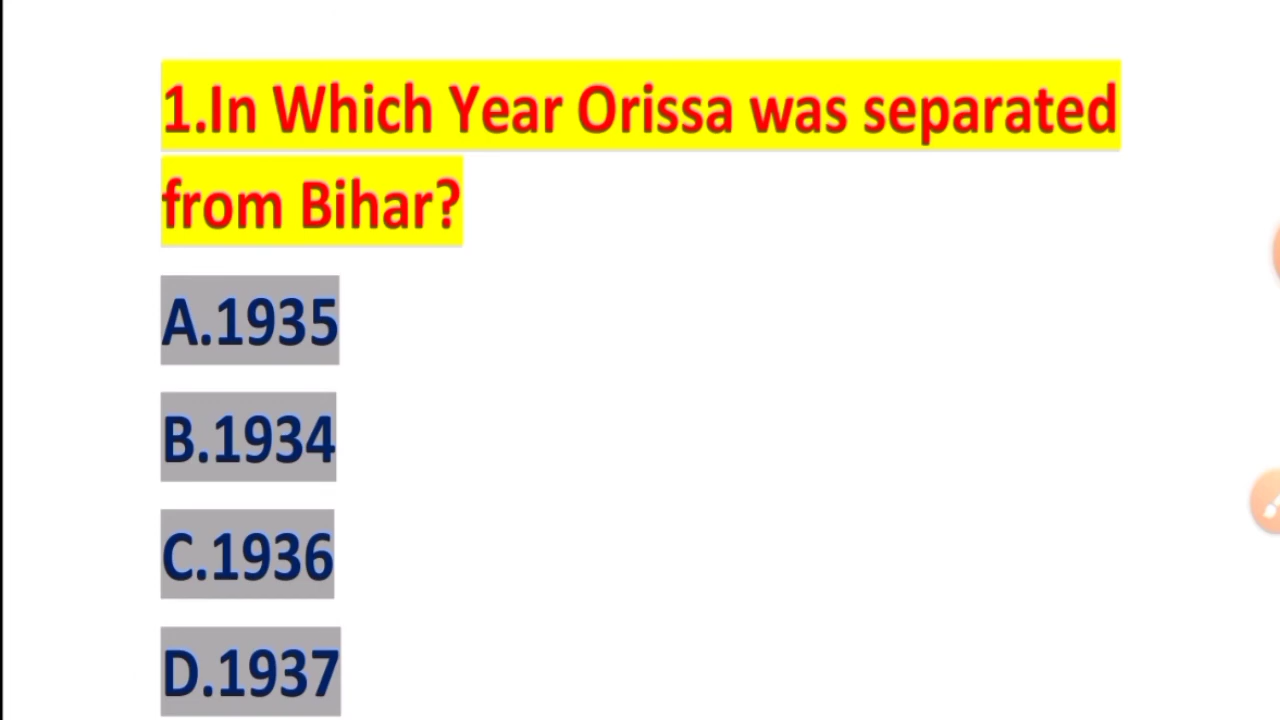 1.In Which Year Orissa was separated
from Bihar?
A.1935
B.1934
C.1936
D.1937